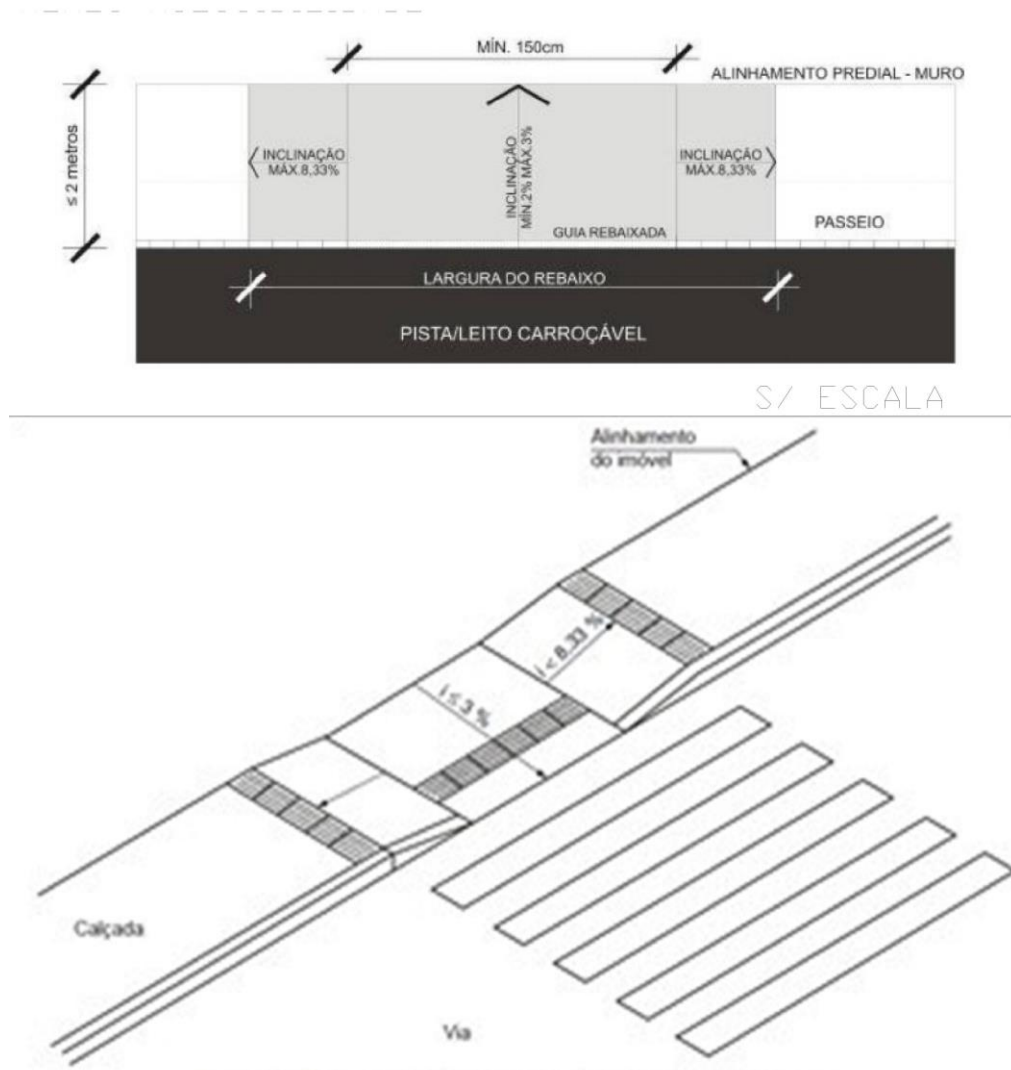 MÍN. 150cm
ALINHAMENTO PREDIAL - MURO
≤ 2 metros
INCLINAÇÃO
MÁX.8,33%
INCLINAÇÃO
MÍN.2% MÁX.3%
INCLINAÇÃO
MÁX.8,33%
PASSEIO
GUIA REBAIXADA
LARGURA DO REBAIXO
PISTA/LEITO CARROÇÁVEL
S/ ESCALA
Alinhamento
do imóvel
i < 8.33 %
i ≤ 3 %
Calçada
Via